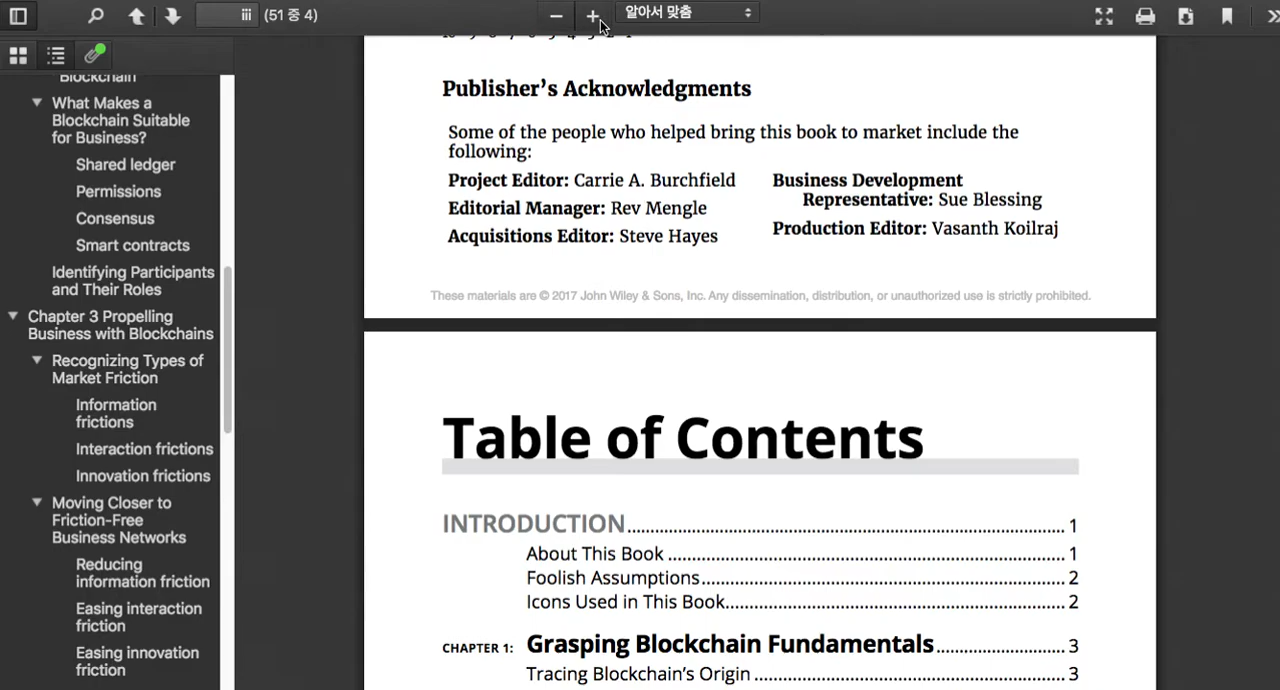 iii (51 중 4)
알아서 맞춤
Blockchain
What Makes a
Blockchain Suitable
for Business?
Shared ledger
Permissions
Consensus
Smart contracts
Identifying Participants
and Their Roles
Chapter 3 Propelling
Business with Blockchains
Recognizing Types of
Market Friction
Information
frictions
Interaction frictions
Innovation frictions
Moving Closer to
Friction-Free
Business Networks
Reducing
information friction
Easing interaction
friction
Easing innovation
friction
Publisher’s Acknowledgments
Some of the people who helped bring this book to market include the
following:
Project Editor: Carrie A. Burchfield
Editorial Manager: Rev Mengle
Acquisitions Editor: Steve Hayes
Business Development
Representative: Sue Blessing
Production Editor: Vasanth Koilraj
These materials are © 2017 John Wiley & Sons, Inc. Any dissemination, distribution, or unauthorized use is strictly prohibited.
Table of Contents
INTRODUCTION 1
About This Book 1
Foolish Assumptions 2
Icons Used in This Book 2
CHAPTER 1: Grasping Blockchain Fundamentals 3
Tracing Blockchain’s Origin 3